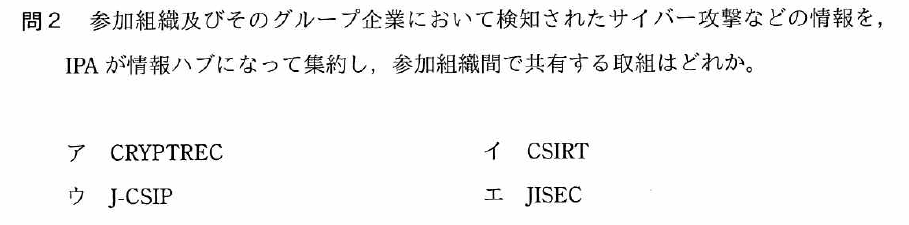 問2 参加組織及びそのグループ企業において検知されたサイバー攻撃などの情報を，
IPA が情報ハブになって集約し，参加組織間で共有する取組はどれか。
ア CRYPTREC イ CSIRT
ウ J-CSIP エ JISEC